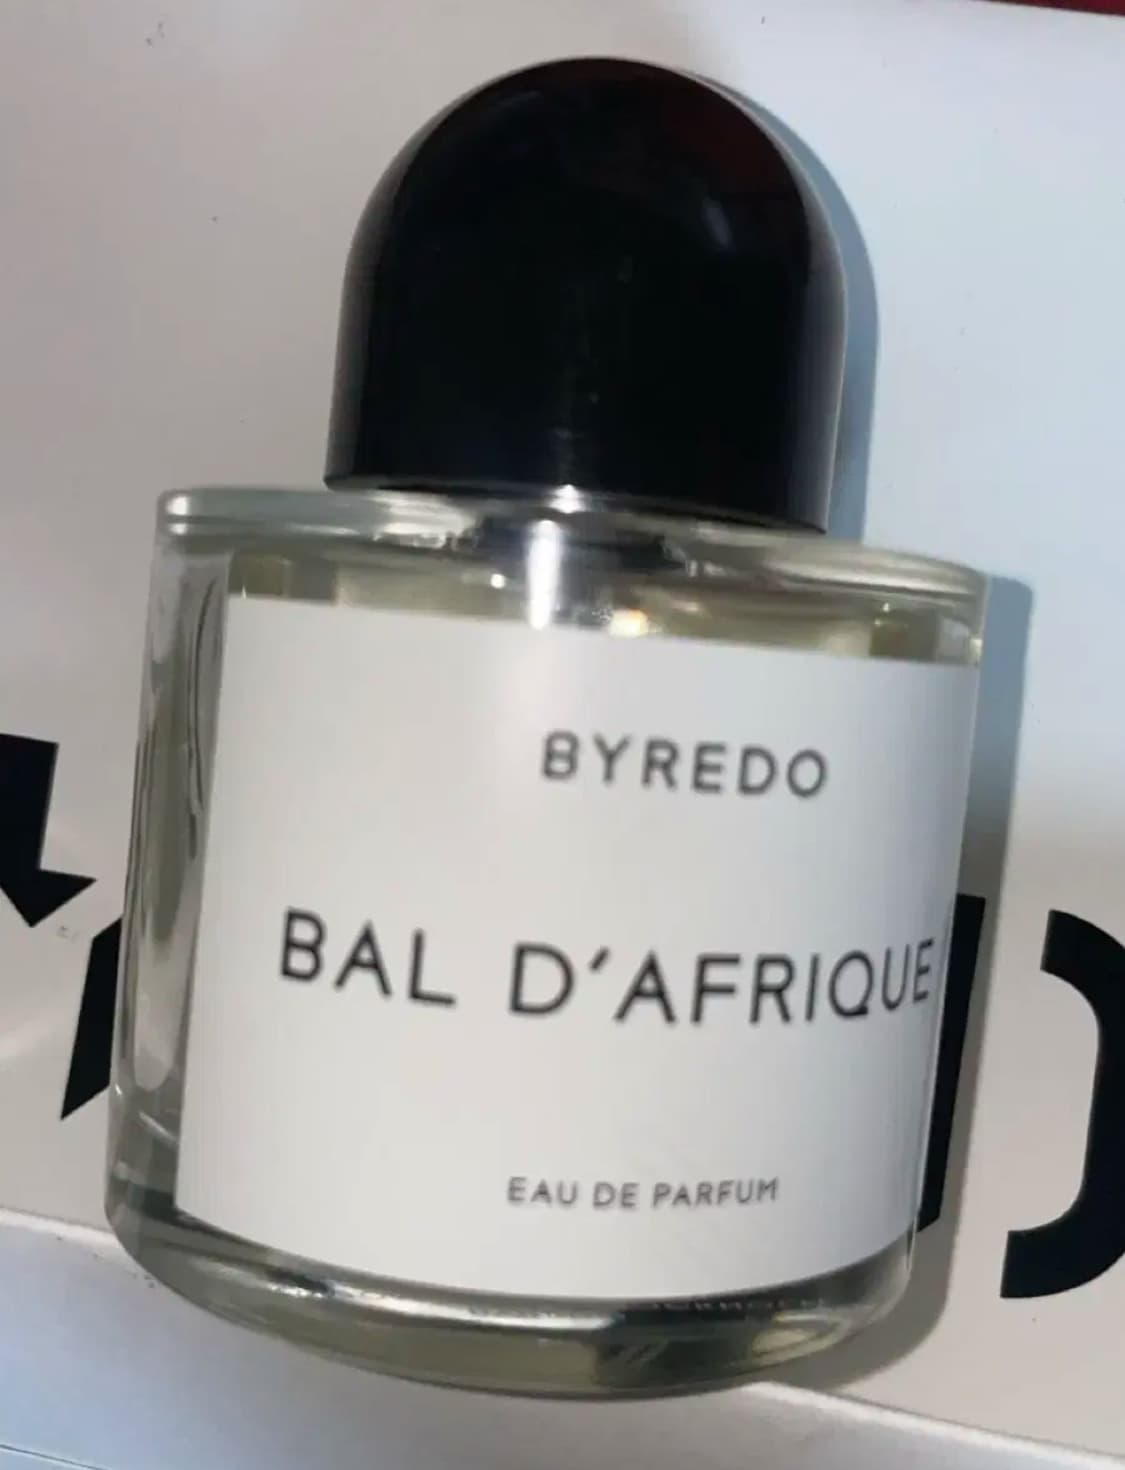 BYREDO
BAL D'AFRIQUE
EAU DE PARFUM